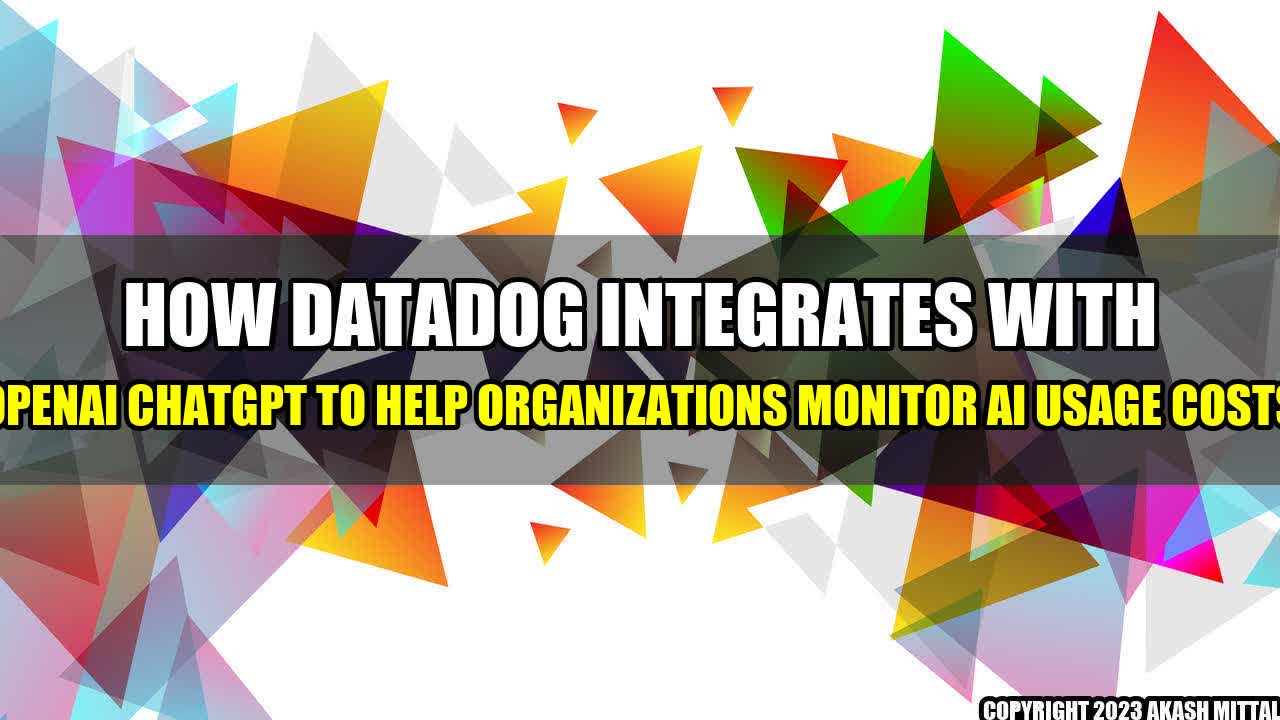 HOW DATADOG INTEGRATES WITH
OPENAI CHATGPT TO HELP ORGANIZATIONS MONITOR AI USAGE COSTS
COPYRIGHT 2023 AKASH MITTAL